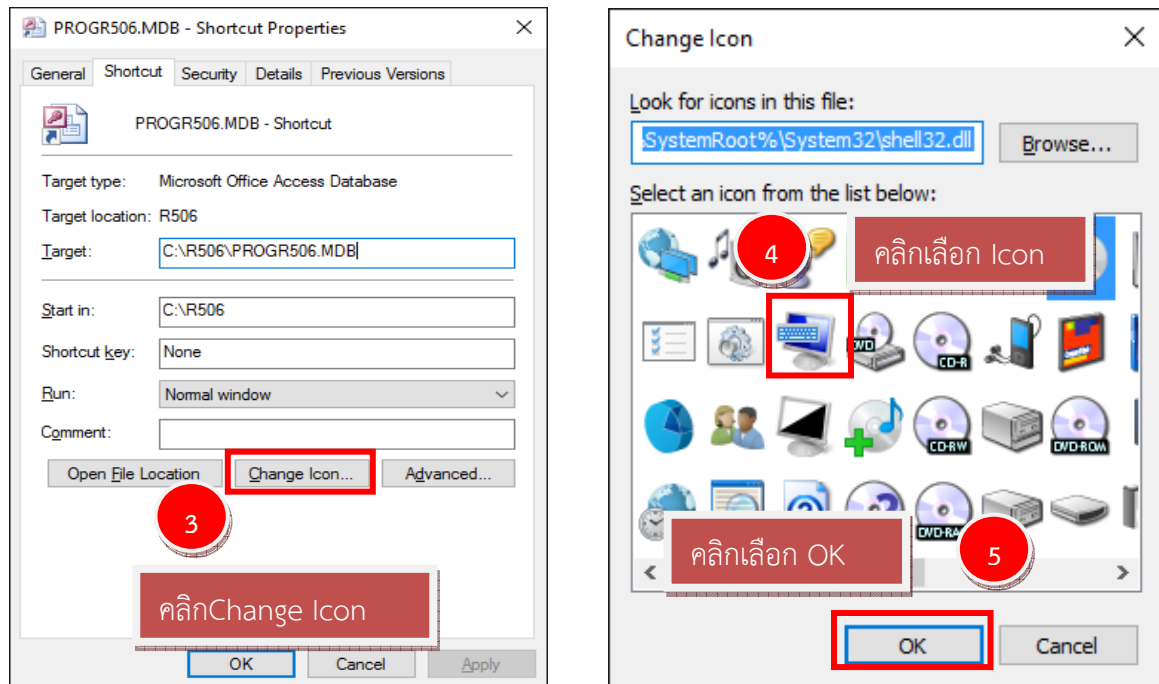 PROGR506.MDB - Shortcut Properties
General Shortcut Security Details Previous Versions
PROGR506.MDB - Shortcut
Target type: Microsoft Office Access Database
Target location: R506
Target: C:\R506\PROGR506.MDB
Start in: C:\R506
Shortcut key: None
Run: Normal window
Comment:
Open File Location Change Icon... Advanced...
3
คลิกChange Icon
OK Cancel Apply
Change Icon
Look for icons in this file:
%SystemRoot%\System32\shell32.dll Browse...
Select an icon from the list below:
4 คลิกเลือก Icon
DVD CD-R
CD-RW DVD-ROM
DVD-RA
คลิกเลือก OK 5
OK Cancel